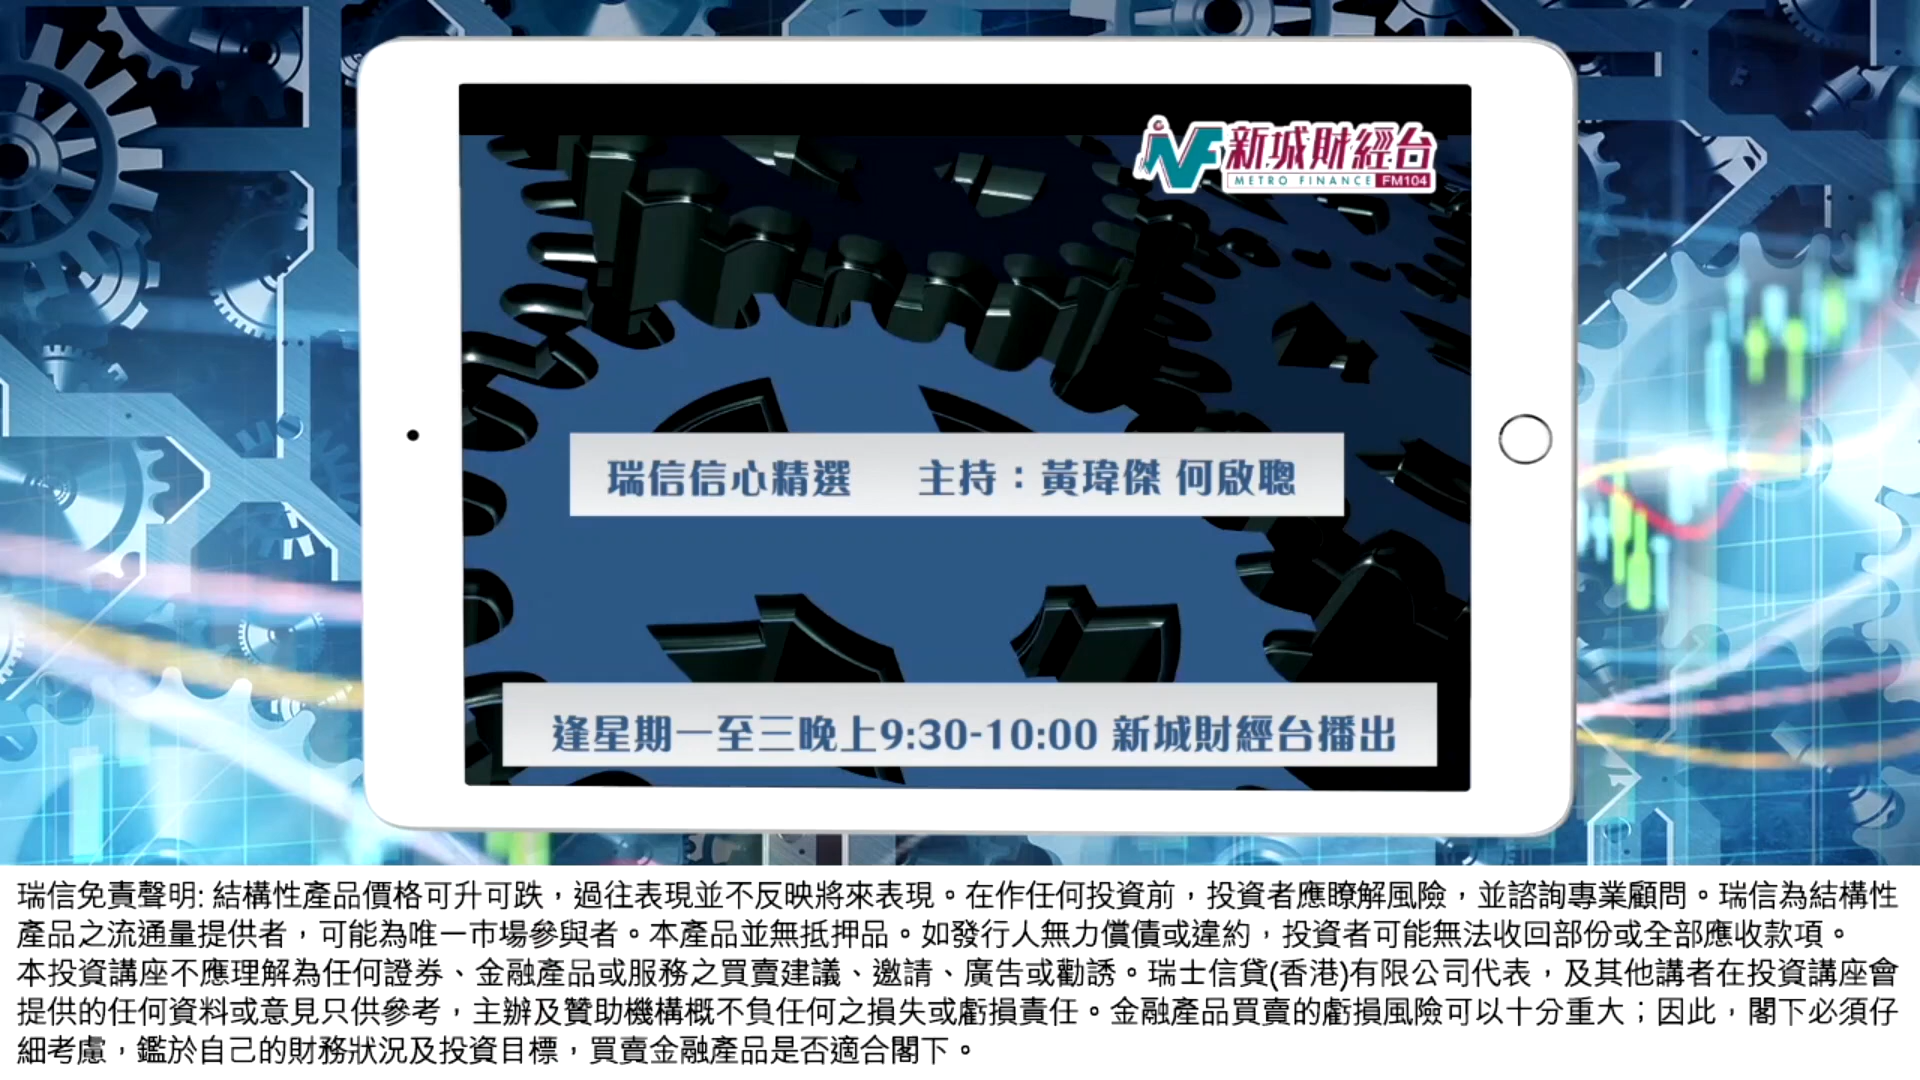 新城財經台
METRO FINANCE FM104
瑞信信心精選 主持：黃瑋傑 何啟聰
逢星期一至三晚上9:30-10:00 新城財經台播出
瑞信免責聲明: 結構性產品價格可升可跌，過往表現並不反映將來表現。在作任何投資前，投資者應瞭解風險，並諮詢專業顧問。瑞信為結構性
產品之流通量提供者，可能為唯一市場參與者。本產品並無抵押品。如發行人無力償債或違約，投資者可能無法收回部份或全部應收款項。
本投資講座不應理解為任何證券、金融產品或服務之買賣建議、邀請、廣告或勸誘。瑞士信貸(香港)有限公司代表，及其他講者在投資講座會
提供的任何資料或意見只供參考，主辦及贊助機構概不負任何之損失或虧損責任。金融產品買賣的虧損風險可以十分重大；因此，閣下必須仔
細考慮，鑑於自己的財務狀況及投資目標，買賣金融產品是否適合閣下。